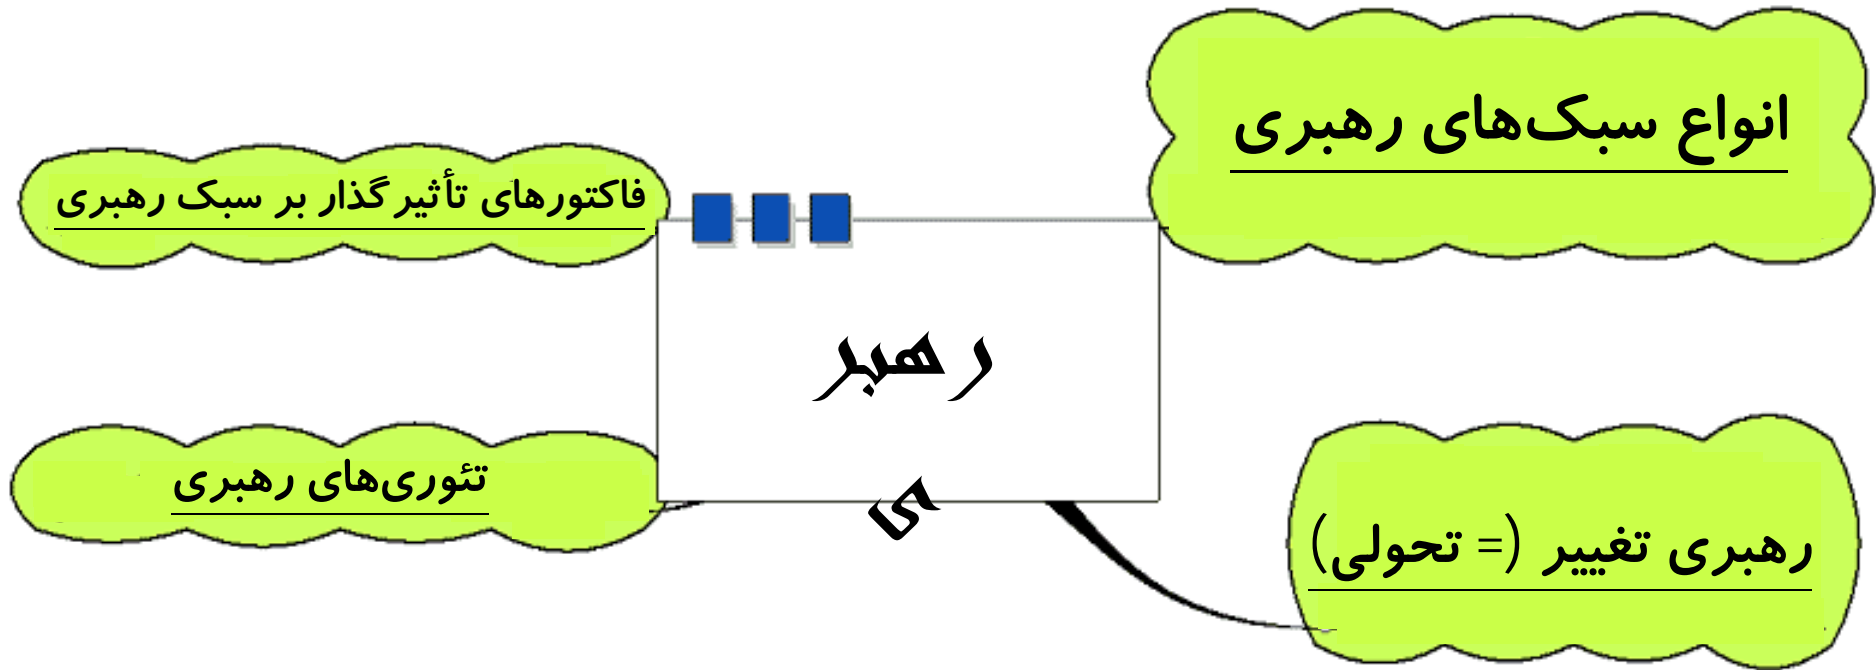 انواع سبک‌های رهبری
فاکتورهای تأثیرگذار بر سبک رهبری
رهبر
ی
تئوری‌های رهبری
رهبری تغییر (= تحولی)